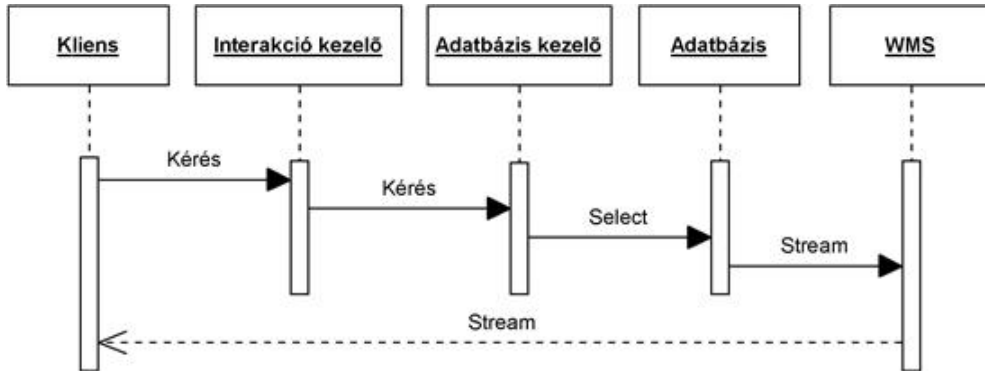 Kliens
Interakció kezelő
Adatbázis kezelő
Adatbázis
WMS
Kérés
Kérés
Select
Stream
Stream